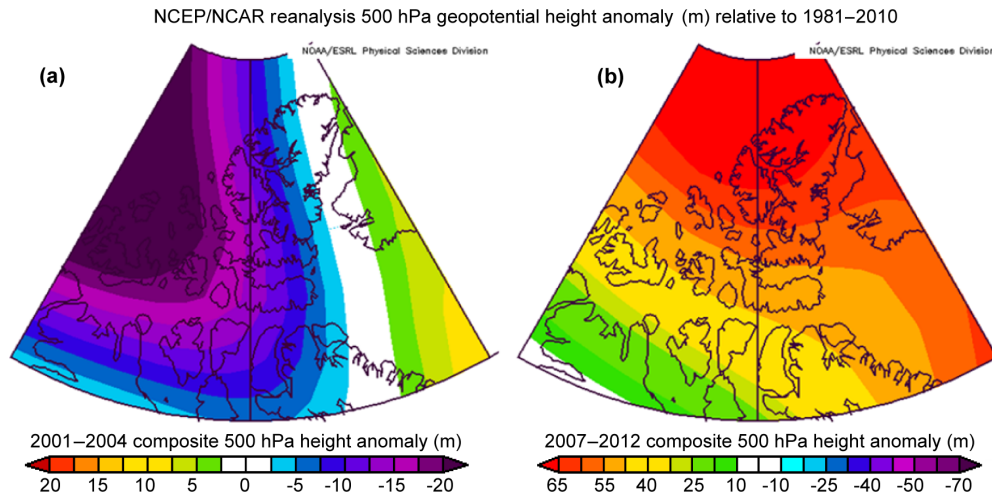 NCEP/NCAR reanalysis 500 hPa geopotential height anomaly (m) relative to 1981–2010
NOAA/ESRL Physical Sciences Division
NOAA/ESRL Physical Sciences Division
(a)
(b)
2001–2004 composite 500 hPa height anomaly (m)
2007–2012 composite 500 hPa height anomaly (m)
20 15 10 5 0 -5 -10 -15 -20
65 55 40 25 10 -10 -25 -40 -50 -70